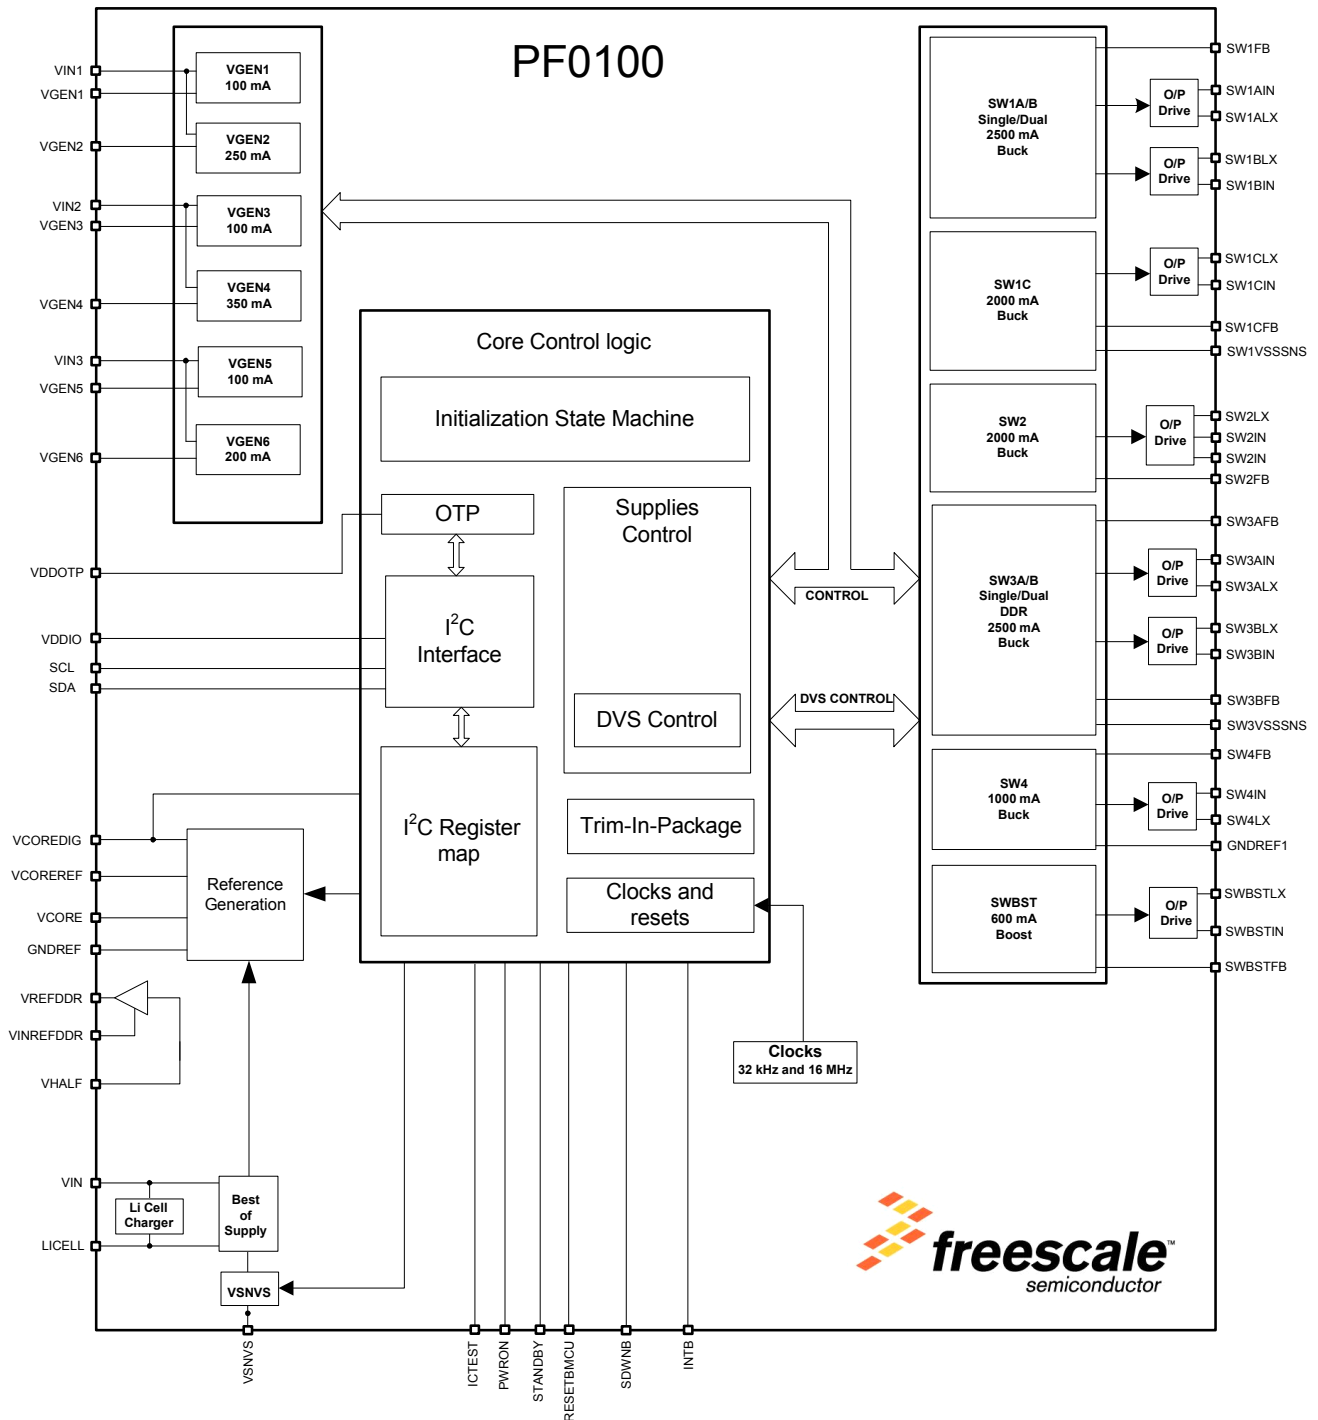 PF0100
VIN1
VGEN1
VGEN2
VIN2
VGEN3
VGEN4
VIN3
VGEN5
VGEN6
VDDOTP
VDDIO
SCL
SDA
VCOREDIG
VCOREREF
VCORE
GNDREF
VREFDDR
VINREFDDR
VHALF
VIN
LICELL
VGEN1
100 mA
VGEN2
250 mA
VGEN3
100 mA
VGEN4
350 mA
VGEN5
100 mA
VGEN6
200 mA
Core Control logic
Initialization State Machine
OTP
I²C
Interface
I²C Register
map
Supplies
Control
DVS Control
Trim-In-Package
Clocks and
resets
Reference
Generation
Li Cell
Charger
Best
of
Supply
VSNVS
Clocks
32 kHz and 16 MHz
CONTROL
DVS CONTROL
SW1A/B
Single/Dual
2500 mA
Buck
SW1C
2000 mA
Buck
SW2
2000 mA
Buck
SW3A/B
Single/Dual
DDR
2500 mA
Buck
SW4
1000 mA
Buck
SWBST
600 mA
Boost
O/P
Drive
O/P
Drive
O/P
Drive
O/P
Drive
O/P
Drive
O/P
Drive
O/P
Drive
O/P
Drive
SW1FB
SW1AIN
SW1ALX
SW1BLX
SW1BIN
SW1CLX
SW1CIN
SW1CFB
SW1VSSSNS
SW2LX
SW2IN
SW2IN
SW2FB
SW3AFB
SW3AIN
SW3ALX
SW3BLX
SW3BIN
SW3BFB
SW3VSSSNS
SW4FB
SW4IN
SW4LX
GNDREF1
SWBSTLX
SWBSTIN
SWBSTFB
freescale™
semiconductor
VSNVS
ICTEST
PWRON
STANDBY
RESETBMCU
SDWNB
INTB